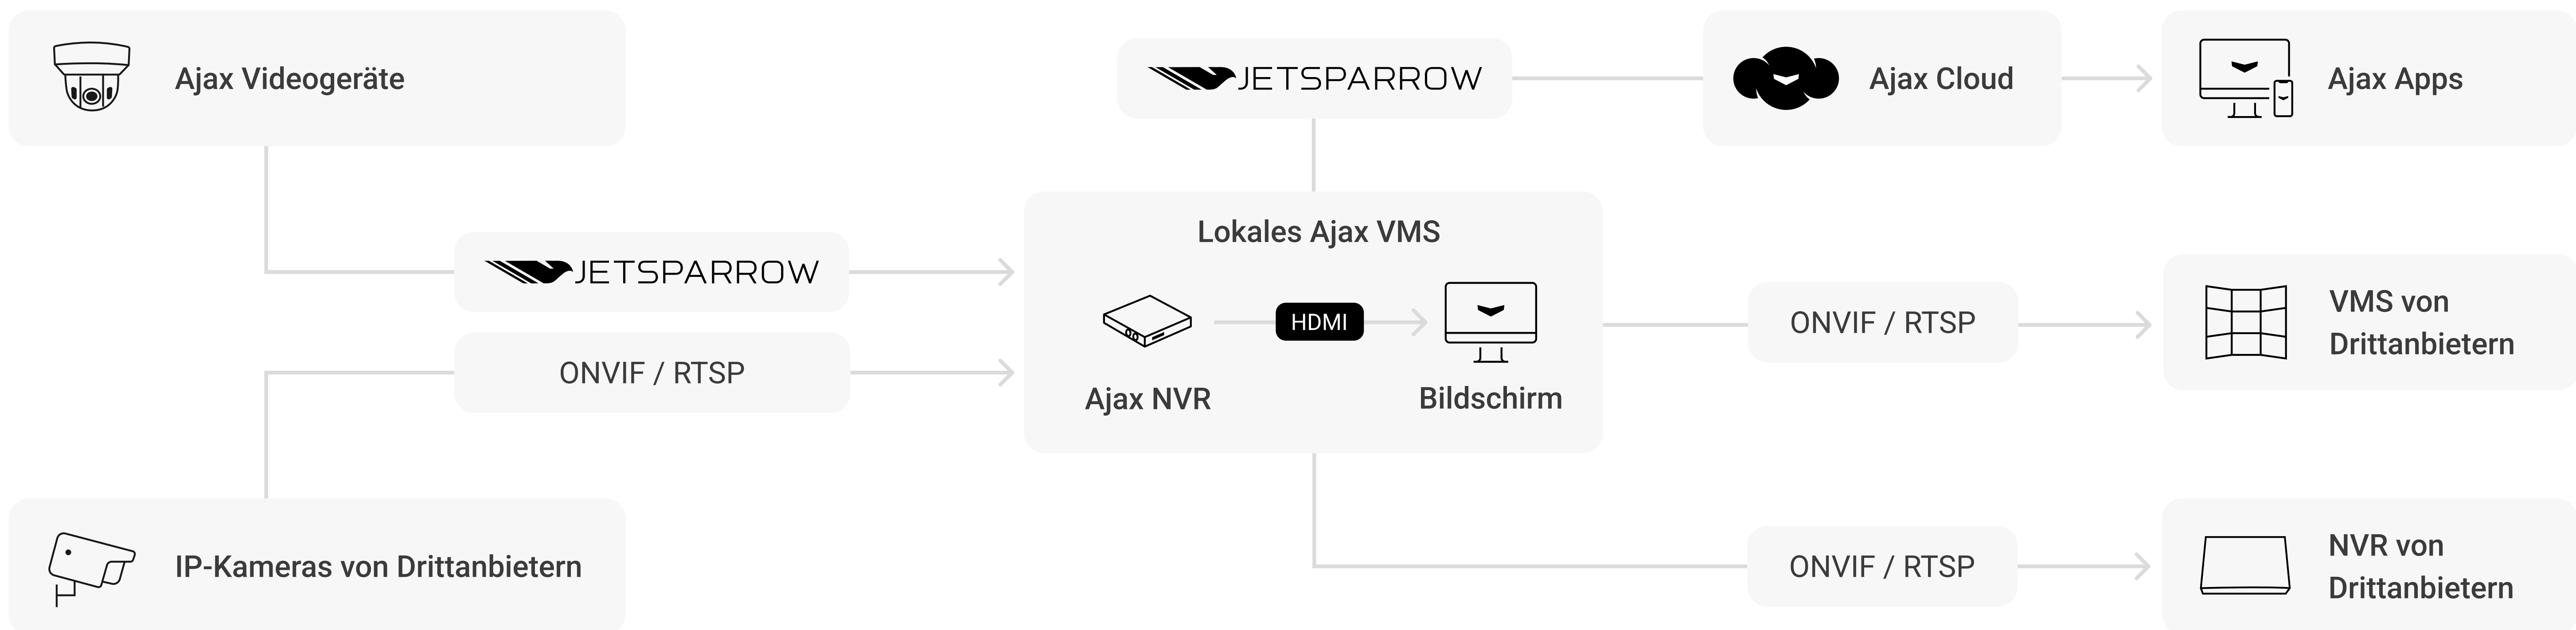 Ajax Videogeräte
JETSPARROW
Ajax Cloud
Ajax Apps
JETSPARROW
ONVIF / RTSP
Lokales Ajax VMS
HDMI
Ajax NVR
Bildschirm
ONVIF / RTSP
VMS von
Drittanbietern
IP-Kameras von Drittanbietern
ONVIF / RTSP
NVR von
Drittanbietern